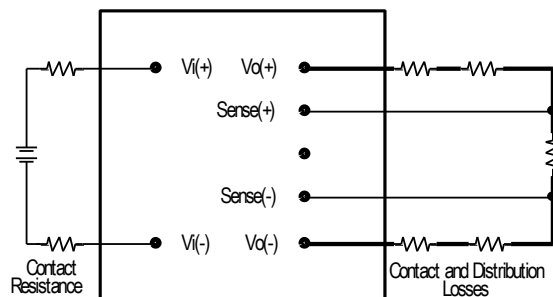 Vi(+) Vo(+)
Sense(+)
Sense(-)
Vi(-) Vo(-)
Contact
Resistance
Contact and Distribution
Losses